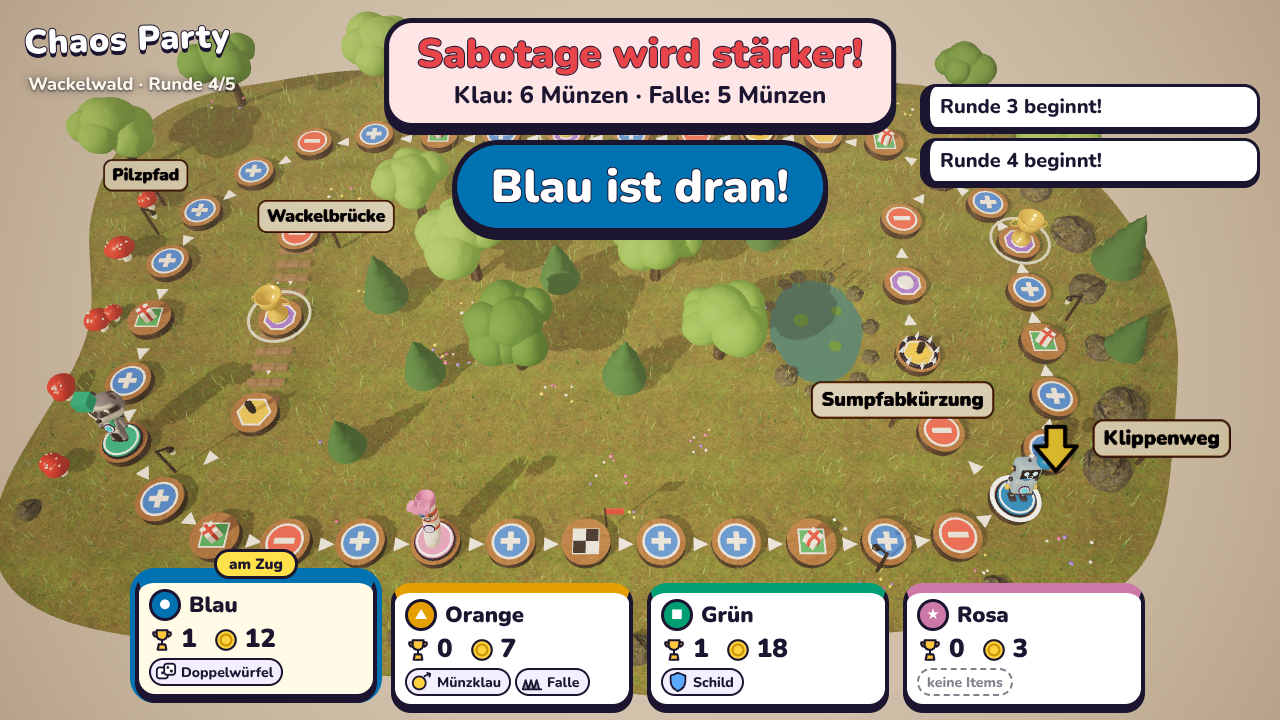 Chaos Party
Wackelwald · Runde 4/5
Sabotage wird stärker!
Klau: 6 Münzen · Falle: 5 Münzen
Blau ist dran!
Runde 3 beginnt!
Runde 4 beginnt!
Pilzpfad
Wackelbrücke
Sumpfabkürzung
Klippenweg
am Zug
Blau
1 12
Doppelwürfel
Orange
0 7
Münzklau Falle
Grün
1 18
Schild
Rosa
0 3
keine Items